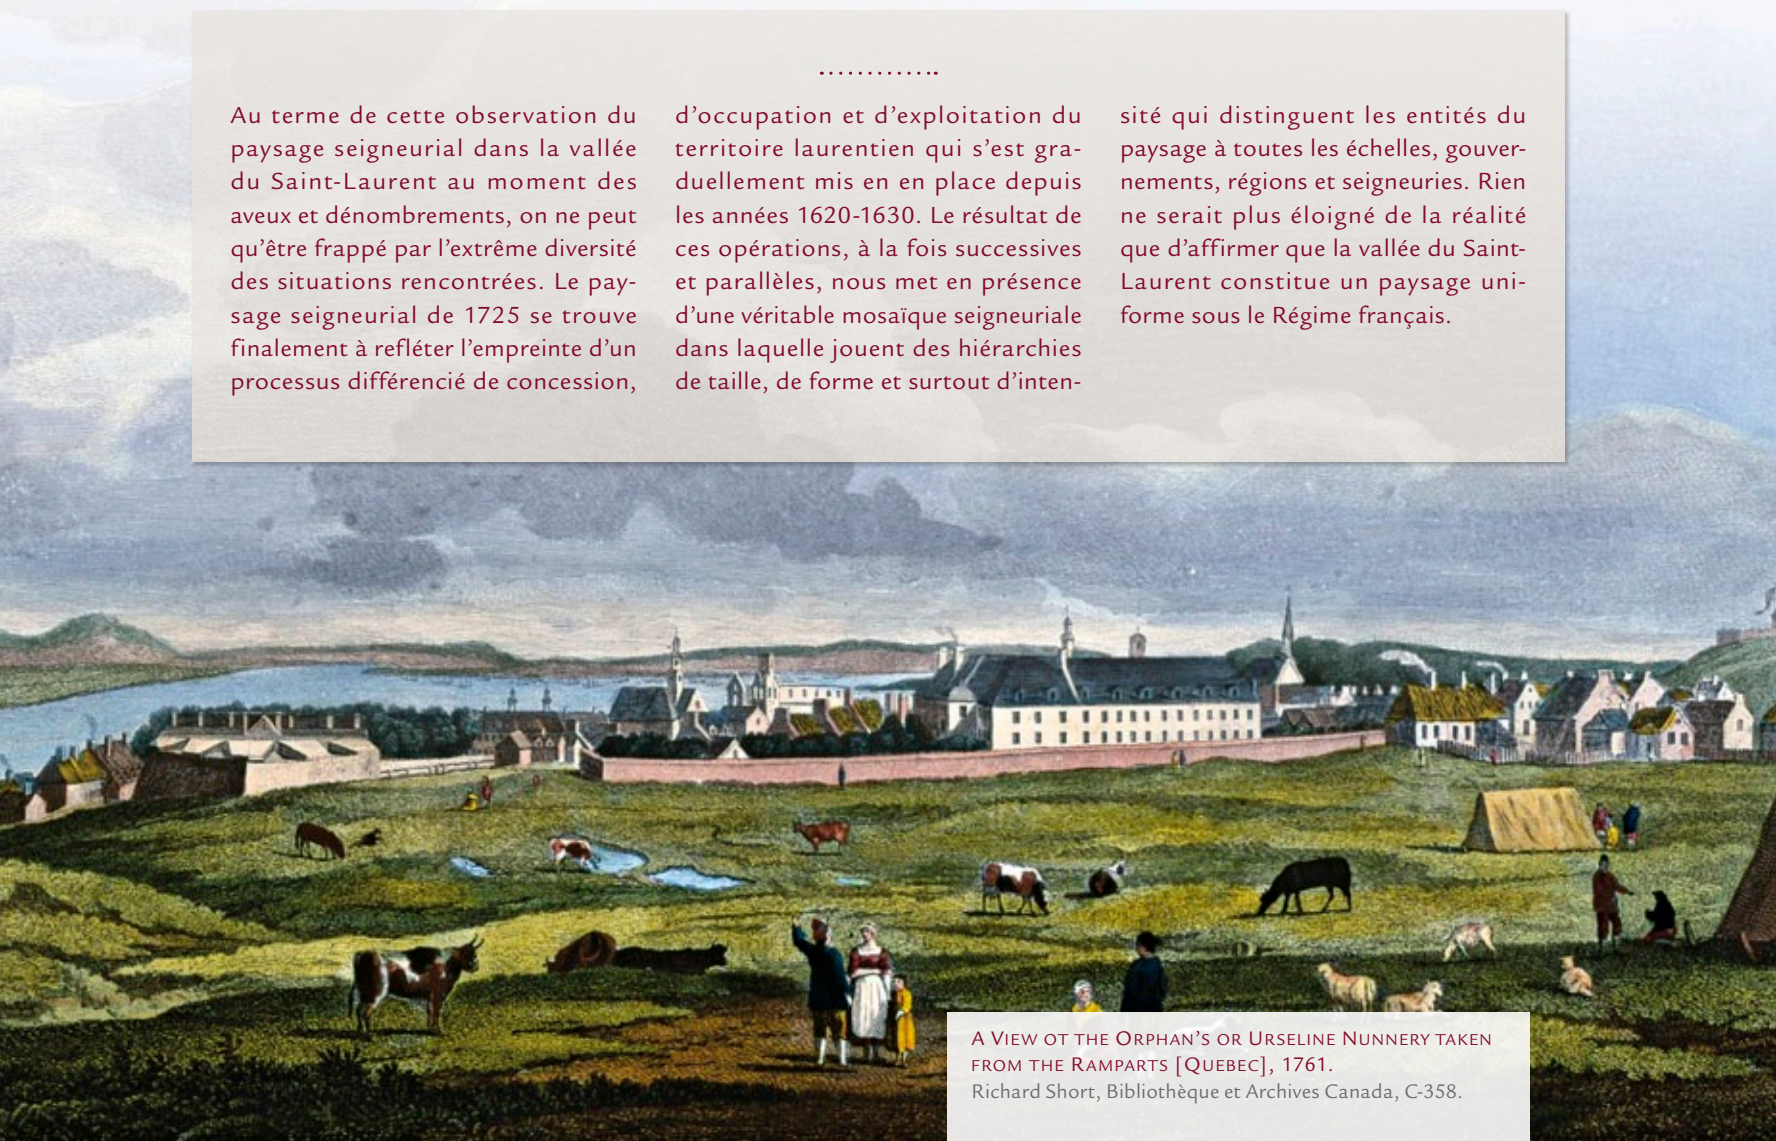 .............
Au terme de cette observation du
paysage seigneurial dans la vallée
du Saint-Laurent au moment des
aveux et dénombrements, on ne peut
qu’être frappé par l’extrême diversité
des situations rencontrées. Le pay-
sage seigneurial de 1725 se trouve
finalement à refléter l’empreinte d’un
processus différencié de concession,
d’occupation et d’exploitation du
territoire laurentien qui s’est gra-
duellement mis en en place depuis
les années 1620-1630. Le résultat de
ces opérations, à la fois successives
et parallèles, nous met en présence
d’une véritable mosaïque seigneuriale
dans laquelle jouent des hiérarchies
de taille, de forme et surtout d’inten-
sité qui distinguent les entités du
paysage à toutes les échelles, gouver-
nements, régions et seigneuries. Rien
ne serait plus éloigné de la réalité
que d’affirmer que la vallée du Saint-
Laurent constitue un paysage uni-
forme sous le Régime français.
A View ot the Orphan’s or Urseline Nunnery taken
from the Ramparts [Quebec], 1761.
Richard Short, Bibliothèque et Archives Canada, C-358.